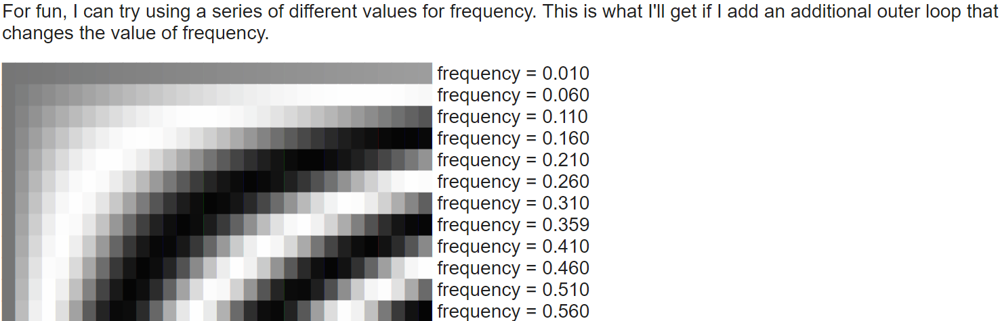 For fun, I can try using a series of different values for frequency. This is what I'll get if I add an additional outer loop that
changes the value of frequency.
frequency = 0.010
frequency = 0.060
frequency = 0.110
frequency = 0.160
frequency = 0.210
frequency = 0.260
frequency = 0.310
frequency = 0.359
frequency = 0.410
frequency = 0.460
frequency = 0.510
frequency = 0.560